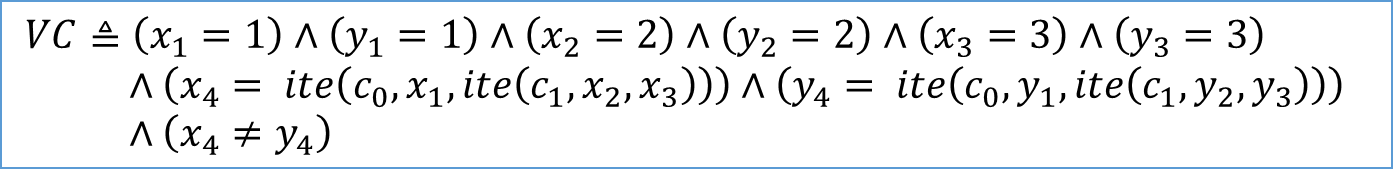 VC ≜ (x₁ = 1) ∧ (y₁ = 1) ∧ (x₂ = 2) ∧ (y₂ = 2) ∧ (x₃ = 3) ∧ (y₃ = 3)
∧ (x₄ = ite(c₀, x₁, ite(c₁, x₂, x₃))) ∧ (y₄ = ite(c₀, y₁, ite(c₁, y₂, y₃)))
∧ (x₄ ≠ y₄)